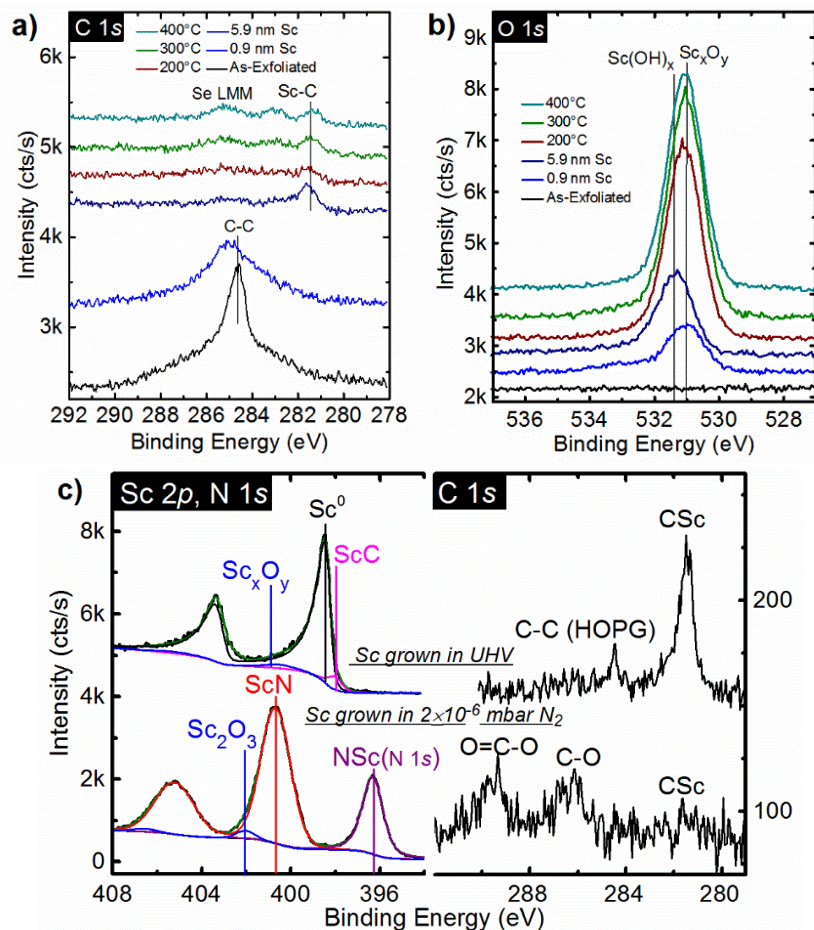 a) C 1s
400°C 5.9 nm Sc
300°C 0.9 nm Sc
200°C As-Exfoliated
6k
5k
3k
Sc-C
Se LMM
C-C
Intensity (cts/s)
292 290 288 286 284 282 280 278
Binding Energy (eV)
b) O 1s
Sc(OH)x ScxOy
9k
8k
7k
6k
5k
4k
3k
2k
400°C
300°C
200°C
5.9 nm Sc
0.9 nm Sc
As-Exfoliated
Intensity (cts/s)
536 534 532 530 528
Binding Energy (eV)
c) Sc 2p, N 1s
Sc⁰
ScC
ScxOy
Sc grown in UHV
8k
6k
4k
2k
0
Intensity (cts/s)
ScN
Sc grown in 2×10⁻⁶ mbar N₂
Sc₂O₃
NSc(N 1s)
408 404 400 396
Binding Energy (eV)
C 1s
CSc
C-C (HOPG)
200
O=C-O
C-O
CSc
100
288 284 280
Binding Energy (eV)